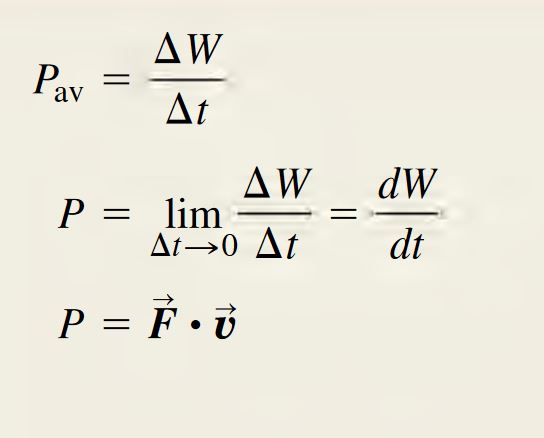 P_av = ΔW / Δt
P = lim_{Δt→0} ΔW / Δt = dW / dt
P = F⃗ · v⃗